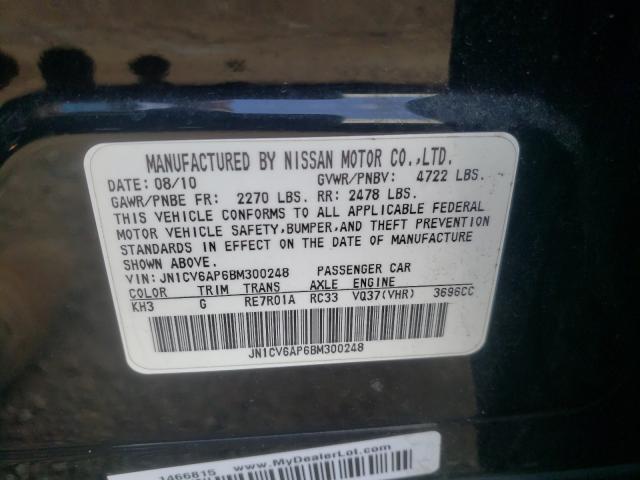 MANUFACTURED BY NISSAN MOTOR CO.,LTD.
DATE: 08/10 GVWR/PNBV: 4722 LBS.
GAWR/PNBE FR: 2270 LBS. RR: 2478 LBS.
THIS VEHICLE CONFORMS TO ALL APPLICABLE FEDERAL
MOTOR VEHICLE SAFETY,BUMPER,AND THEFT PREVENTION
STANDARDS IN EFFECT ON THE DATE OF MANUFACTURE
SHOWN ABOVE.
VIN: JN1CV6AP6BM300248 PASSENGER CAR
COLOR TRIM TRANS AXLE ENGINE
KH3 G RE7R01A RC33 VQ37(VHR) 3696CC
JN1CV6AP6BM300248
1466815
www.MyDealerLot.com